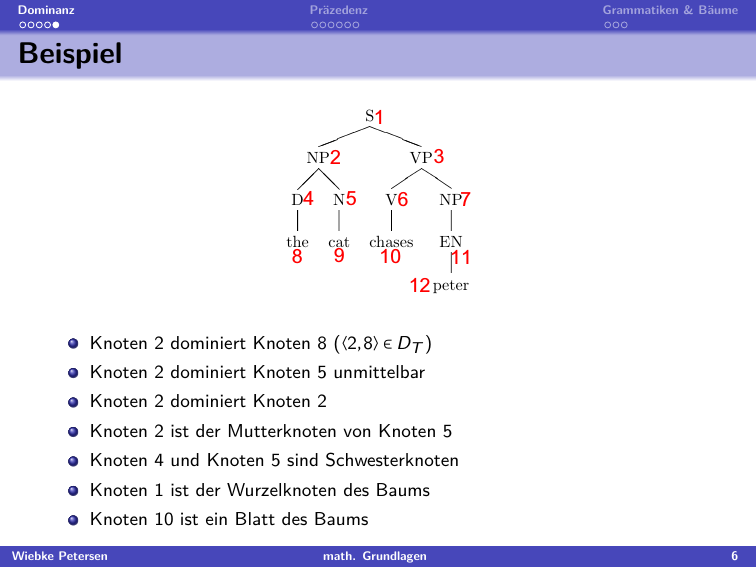 Dominanz Präzedenz Grammatiken & Bäume
Beispiel
S1
NP2 VP3
D4 N5 V6 NP7
the cat chases EN
8 9 10 11
12 peter
Knoten 2 dominiert Knoten 8 (⟨2,8⟩ ∈ D_T)
Knoten 2 dominiert Knoten 5 unmittelbar
Knoten 2 dominiert Knoten 2
Knoten 2 ist der Mutterknoten von Knoten 5
Knoten 4 und Knoten 5 sind Schwesterknoten
Knoten 1 ist der Wurzelknoten des Baums
Knoten 10 ist ein Blatt des Baums
Wiebke Petersen math. Grundlagen 6